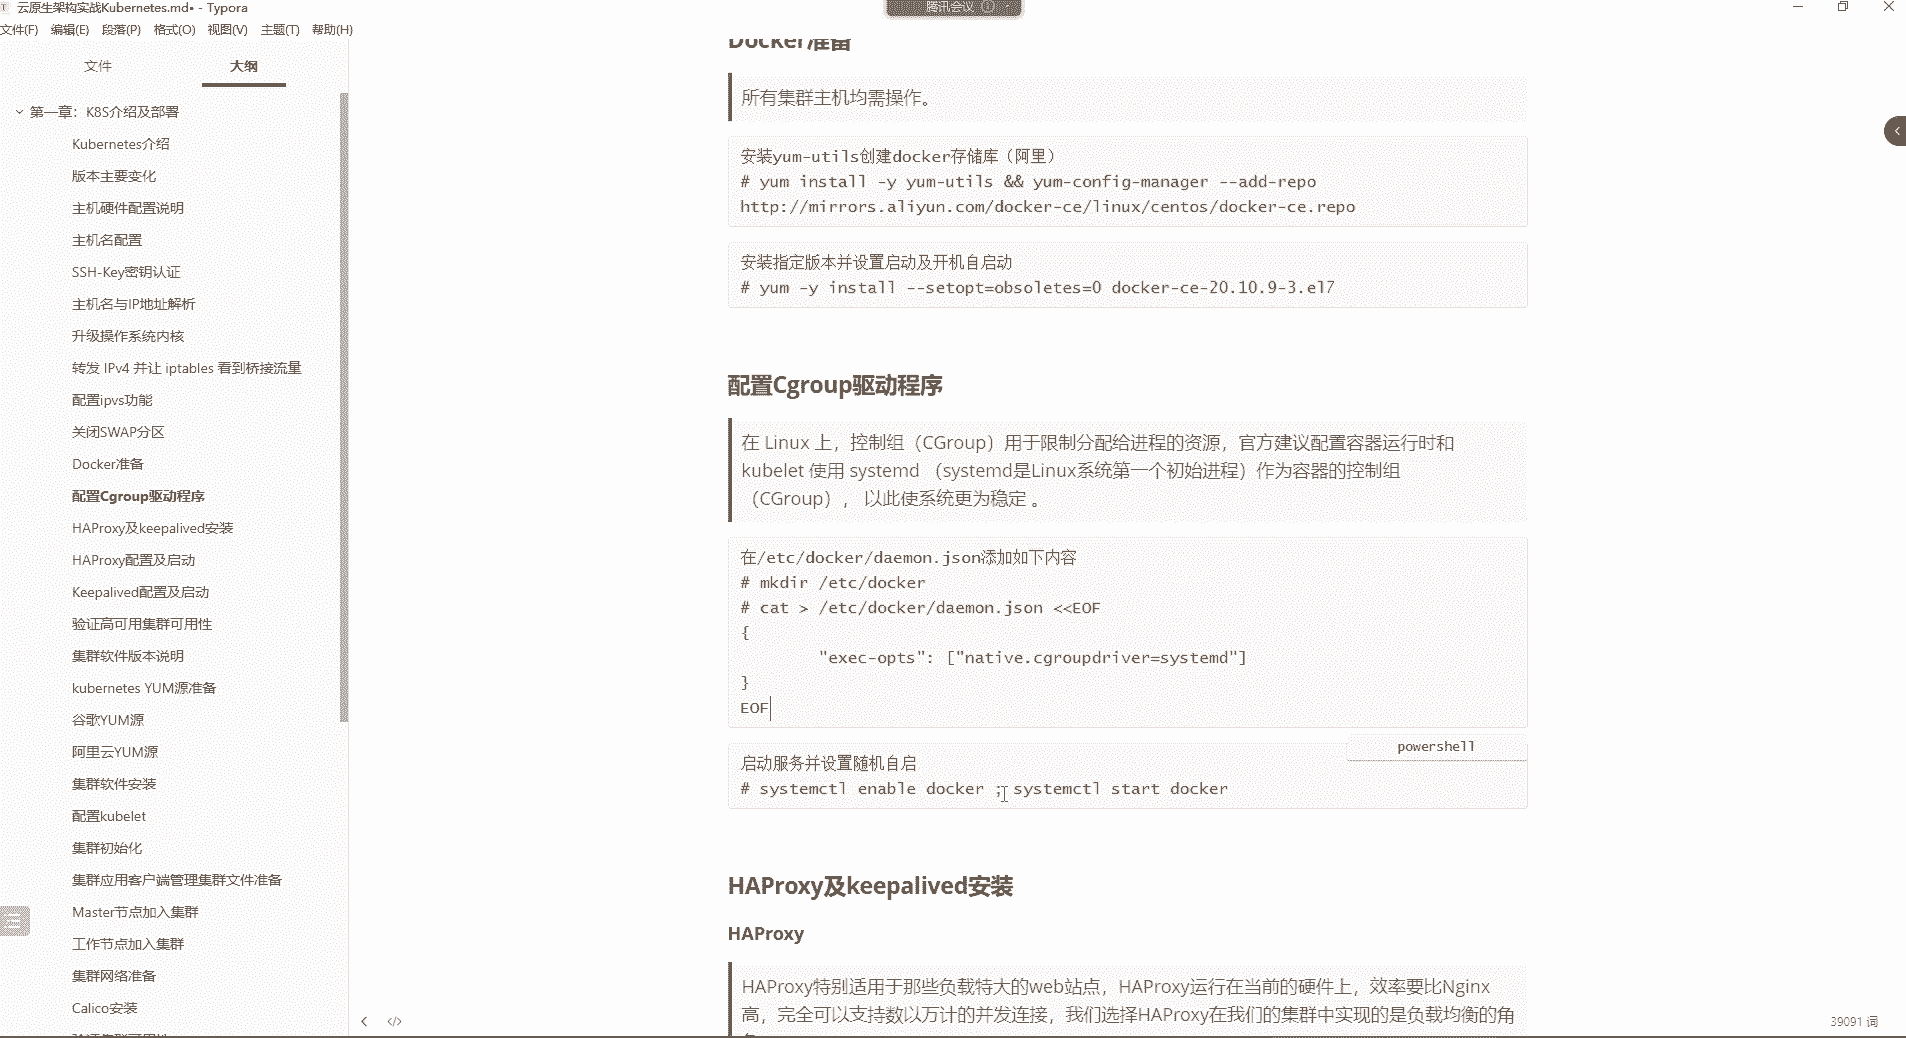 云原生架构实战Kubernetes.md• - Typora
腾讯会议
文件(F) 编辑(E) 段落(P) 格式(O) 视图(V) 主题(T) 帮助(H)
文件 大纲
第一章：K8S介绍及部署
Kubernetes介绍
版本主要变化
主机硬件配置说明
主机名配置
SSH-Key密钥认证
主机名与IP地址解析
升级操作系统内核
转发 IPv4 并让 iptables 看到桥接流量
配置ipvs功能
关闭SWAP分区
Docker准备
配置Cgroup驱动程序
HAProxy及keepalived安装
HAProxy配置及启动
Keepalived配置及启动
验证高可用集群可用性
集群软件版本说明
kubernetes YUM源准备
谷歌YUM源
阿里云YUM源
集群软件安装
配置kubelet
集群初始化
集群应用客户端管理集群文件准备
Master节点加入集群
工作节点加入集群
集群网络准备
Calico安装
Docker准备
所有集群主机均需操作。
安装yum-utils创建docker存储库（阿里）
# yum install -y yum-utils && yum-config-manager --add-repo
http://mirrors.aliyun.com/docker-ce/linux/centos/docker-ce.repo
安装指定版本并设置启动及开机自启动
# yum -y install --setopt=obsoletes=0 docker-ce-20.10.9-3.el7
配置Cgroup驱动程序
在 Linux 上，控制组（CGroup）用于限制分配给进程的资源，官方建议配置容器运行时和
kubelet 使用 systemd （systemd是Linux系统第一个初始进程）作为容器的控制组
（CGroup）， 以此使系统更为稳定 。
在/etc/docker/daemon.json添加如下内容
# mkdir /etc/docker
# cat > /etc/docker/daemon.json <<EOF
{
"exec-opts": ["native.cgroupdriver=systemd"]
}
EOF
powershell
启动服务并设置随机自启
# systemctl enable docker ; systemctl start docker
HAProxy及keepalived安装
HAProxy
HAProxy特别适用于那些负载特大的web站点，HAProxy运行在当前的硬件上，效率要比Nginx
高，完全可以支持数以万计的并发连接，我们选择HAProxy在我们的集群中实现的是负载均衡的角
39091 词